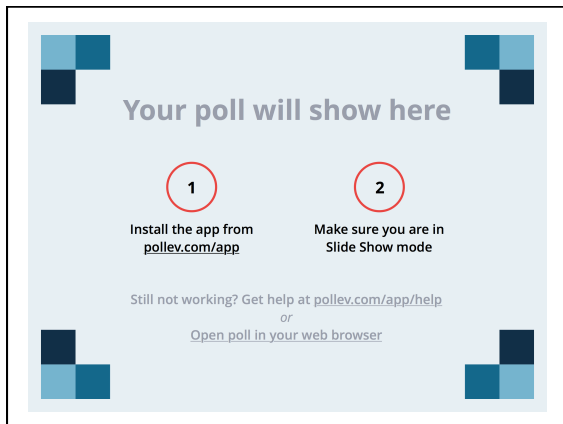 Your poll will show here
1
Install the app from
pollev.com/app
2
Make sure you are in
Slide Show mode
Still not working? Get help at pollev.com/app/help
or
Open poll in your web browser